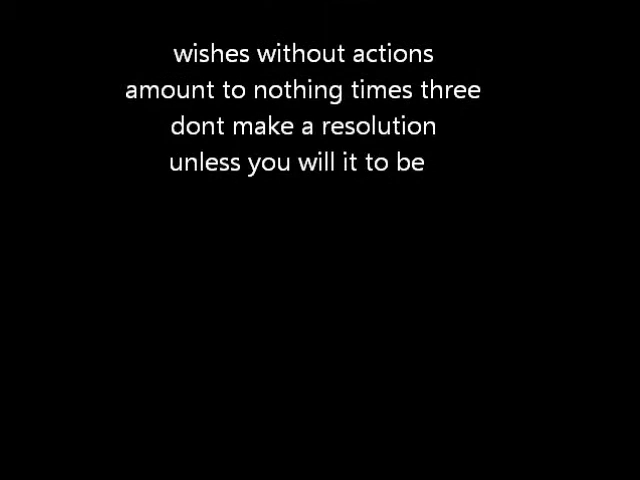 wishes without actions
amount to nothing times three
dont make a resolution
unless you will it to be